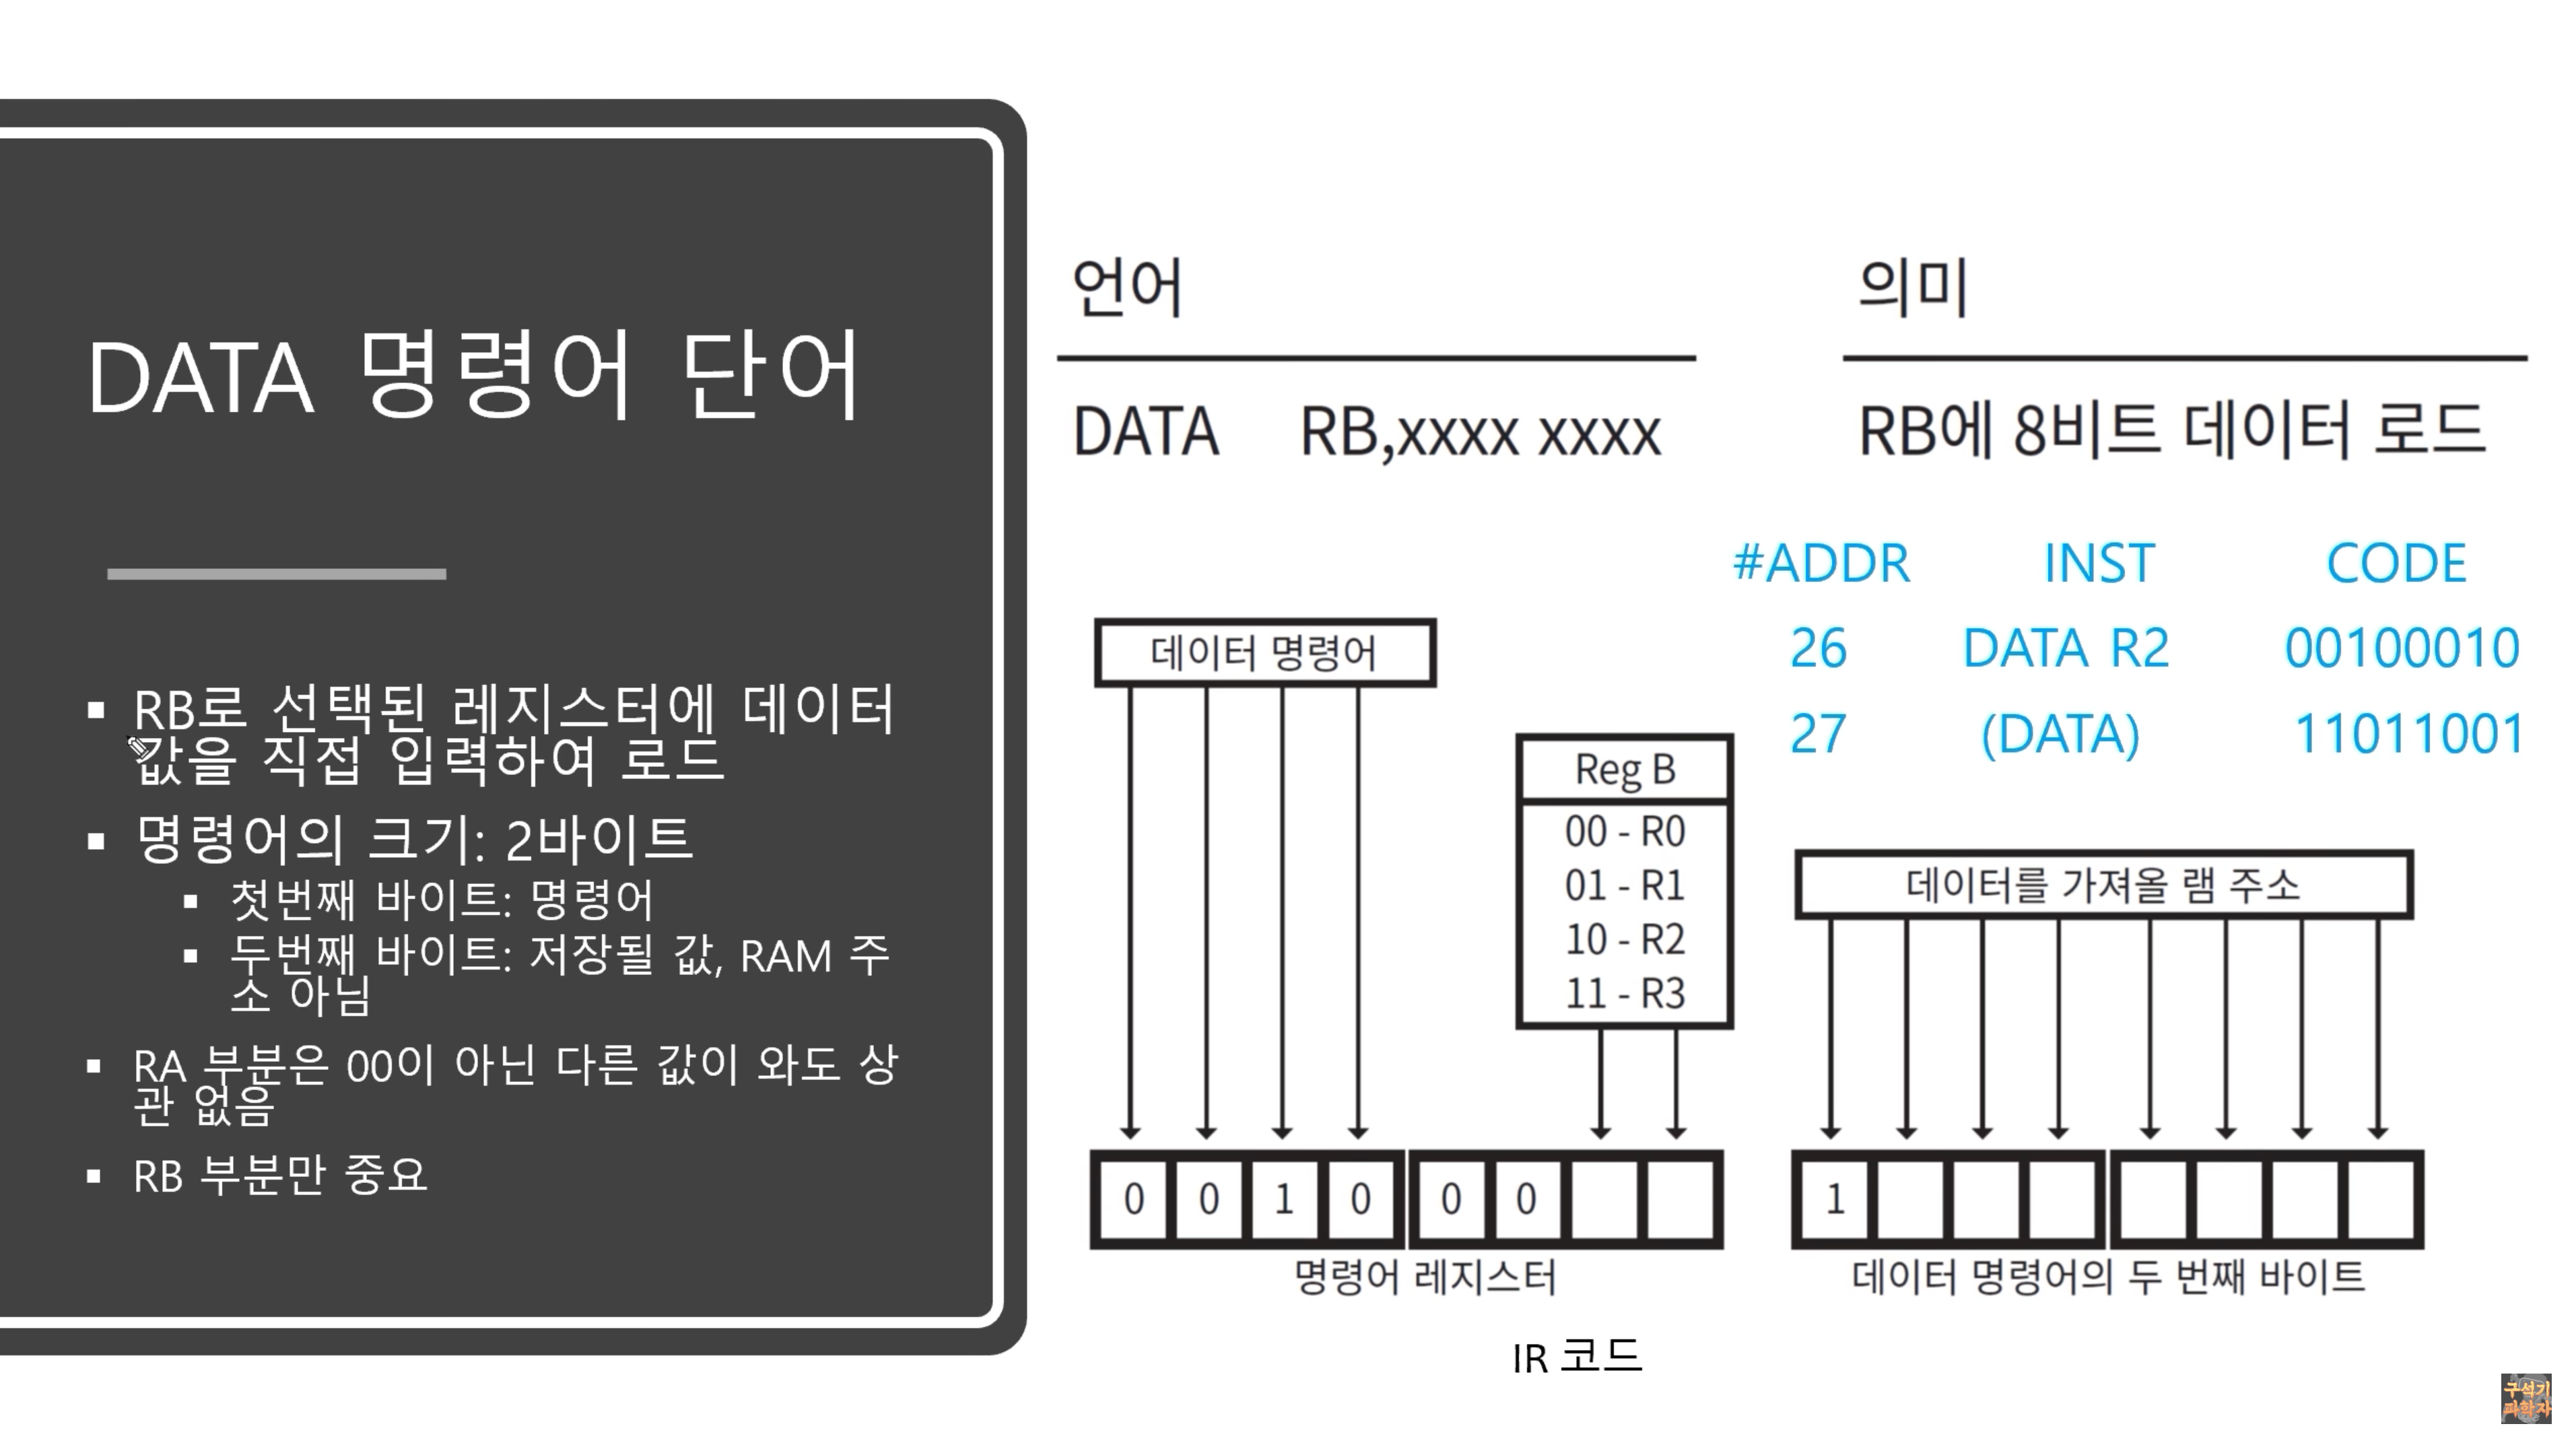 DATA 명령어 단어
RB로 선택된 레지스터에 데이터
값을 직접 입력하여 로드
명령어의 크기: 2바이트
첫번째 바이트: 명령어
두번째 바이트: 저장될 값, RAM 주
소 아님
RA 부분은 00이 아닌 다른 값이 와도 상
관 없음
RB 부분만 중요
언어 의미
DATA RB,xxxx xxxx RB에 8비트 데이터 로드
#ADDR INST CODE
26 DATA R2 00100010
27 (DATA) 11011001
데이터 명령어
Reg B
00 - R0
01 - R1
10 - R2
11 - R3
데이터를 가져올 램 주소
0 0 1 0 0 0 1
명령어 레지스터 데이터 명령어의 두 번째 바이트
IR 코드
구석기
과학자